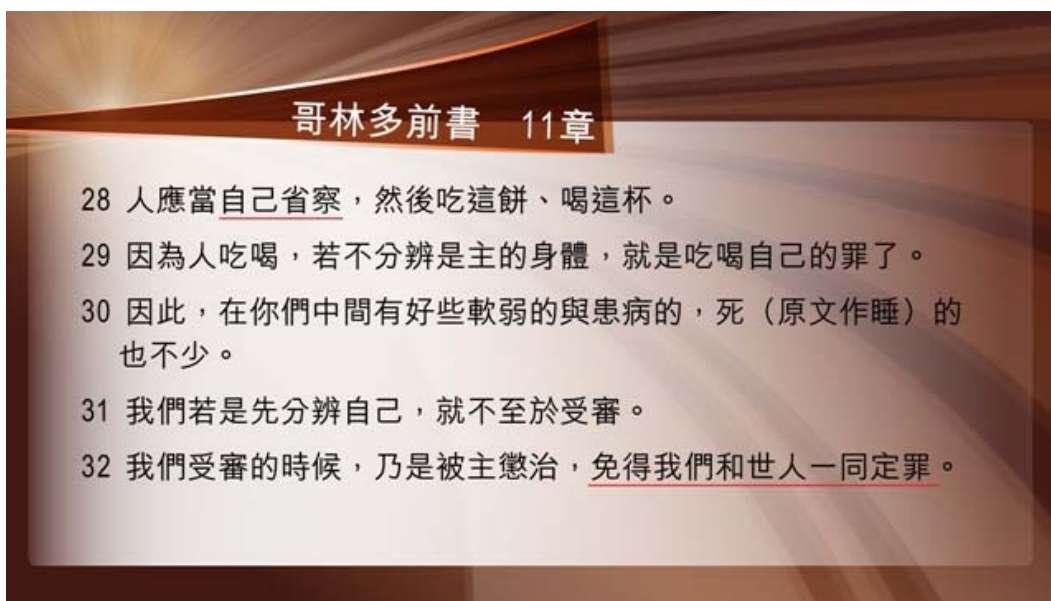 哥林多前書 11章
28 人應當自己省察，然後吃這餅、喝這杯。
29 因為人吃喝，若不分辨是主的身體，就是吃喝自己的罪了。
30 因此，在你們中間有好些軟弱的與患病的，死（原文作睡）的
也不少。
31 我們若是先分辨自己，就不至於受審。
32 我們受審的時候，乃是被主懲治，免得我們和世人一同定罪。